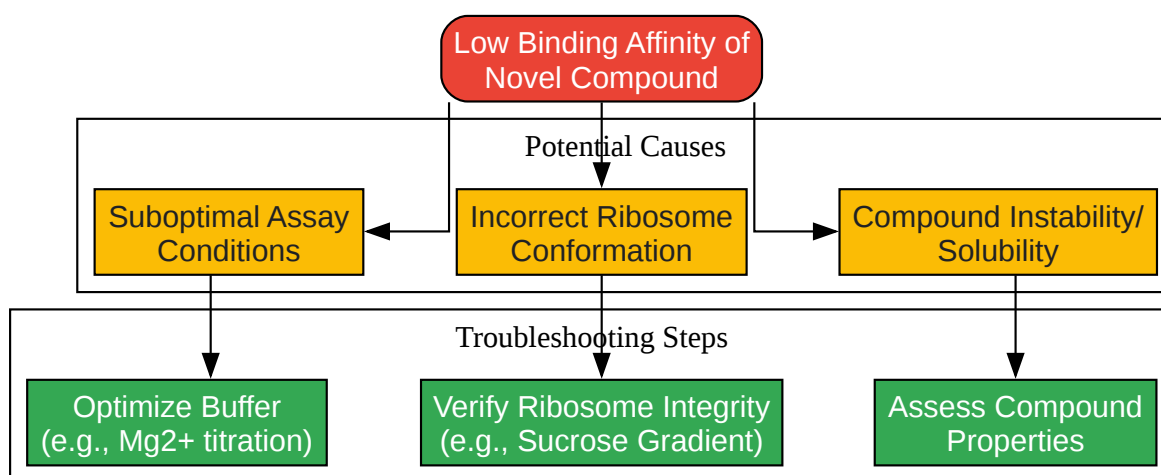 Low Binding Affinity of
Novel Compound
Potential Causes
Suboptimal Assay
Conditions
Incorrect Ribosome
Conformation
Compound Instability/
Solubility
Troubleshooting Steps
Optimize Buffer
(e.g., Mg2+ titration)
Verify Ribosome Integrity
(e.g., Sucrose Gradient)
Assess Compound
Properties